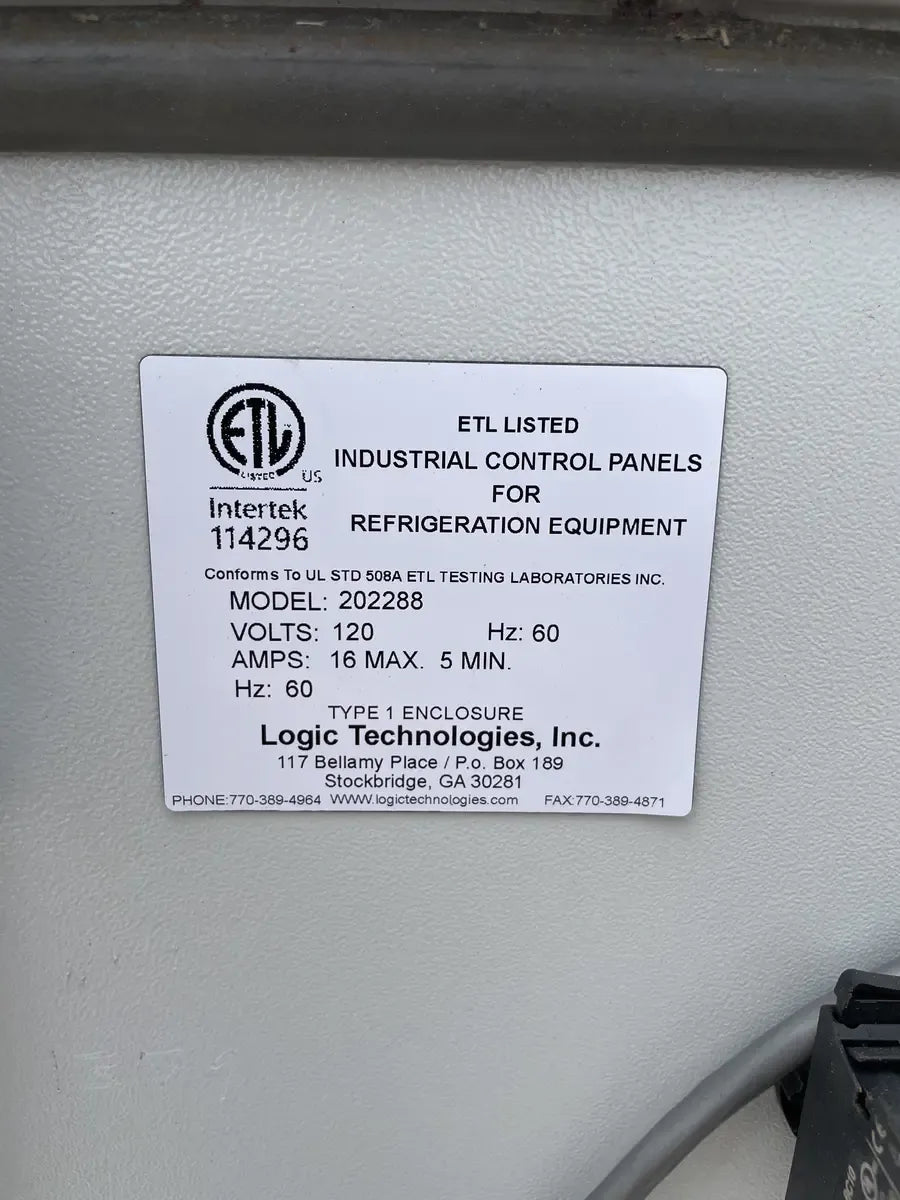 ETL
LISTED
US
Intertek
114296
ETL LISTED
INDUSTRIAL CONTROL PANELS
FOR
REFRIGERATION EQUIPMENT
Conforms To UL STD 508A ETL TESTING LABORATORIES INC.
MODEL: 202288
VOLTS: 120 Hz: 60
AMPS: 16 MAX. 5 MIN.
Hz: 60
TYPE 1 ENCLOSURE
Logic Technologies, Inc.
117 Bellamy Place / P.o. Box 189
Stockbridge, GA 30281
PHONE:770-389-4964 WWW.logictechnologies.com FAX:770-389-4871